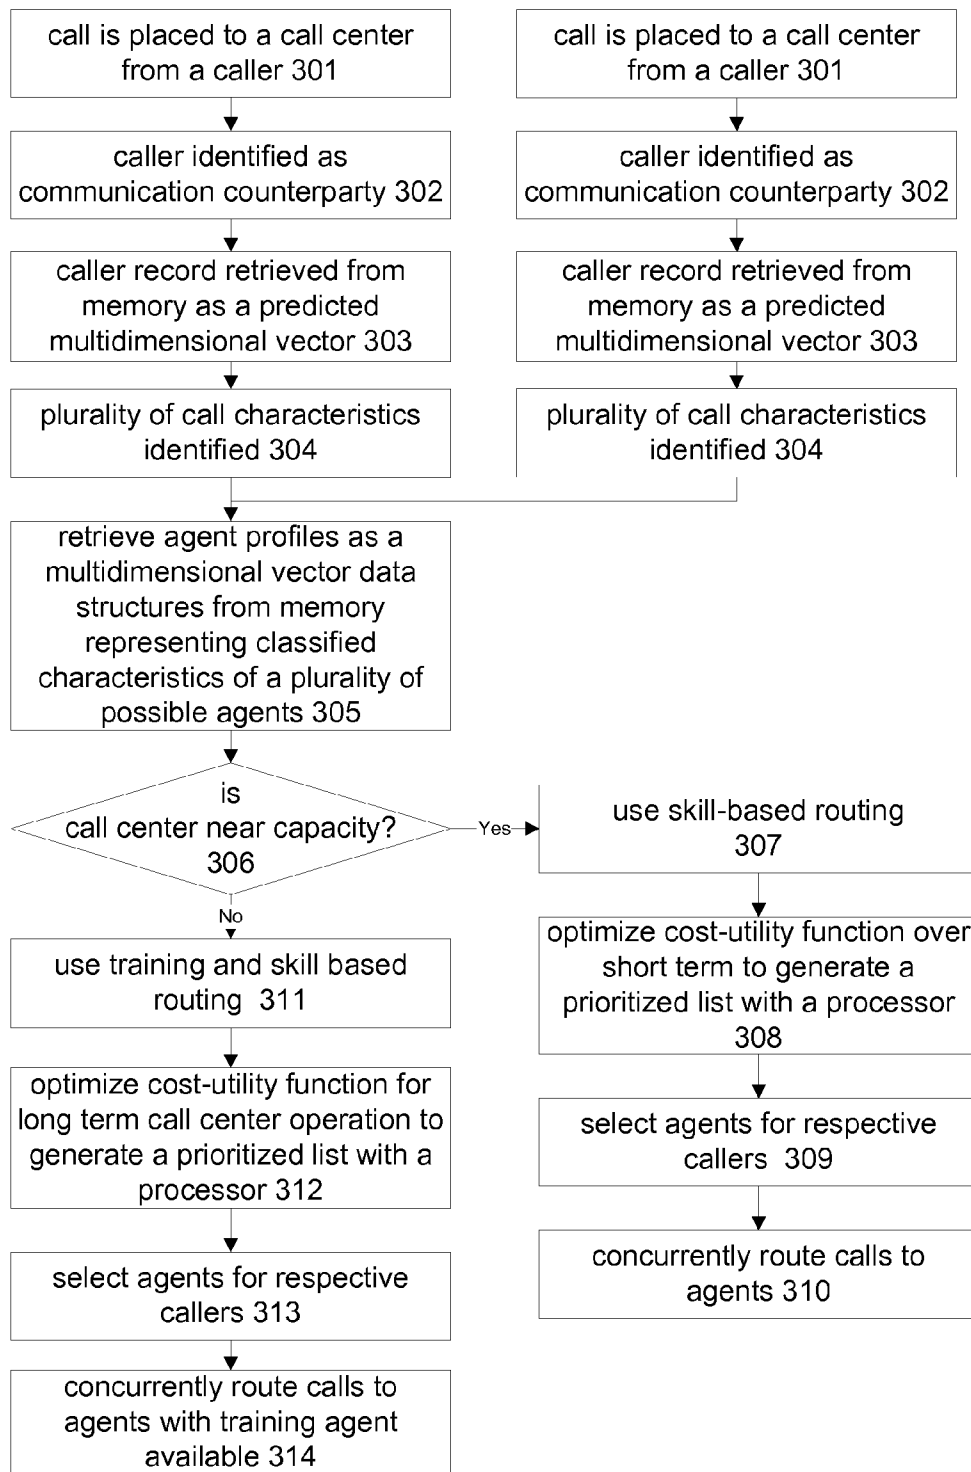 call is placed to a call center
from a caller 301
caller identified as
communication counterparty 302
caller record retrieved from
memory as a predicted
multidimensional vector 303
plurality of call characteristics
identified 304
call is placed to a call center
from a caller 301
caller identified as
communication counterparty 302
caller record retrieved from
memory as a predicted
multidimensional vector 303
plurality of call characteristics
identified 304
retrieve agent profiles as a
multidimensional vector data
structures from memory
representing classified
characteristics of a plurality of
possible agents 305
is
call center near capacity?
306
Yes
use skill-based routing
307
optimize cost-utility function over
short term to generate a
prioritized list with a processor
308
select agents for respective
callers 309
concurrently route calls to
agents 310
No
use training and skill based
routing 311
optimize cost-utility function for
long term call center operation to
generate a prioritized list with a
processor 312
select agents for respective
callers 313
concurrently route calls to
agents with training agent
available 314